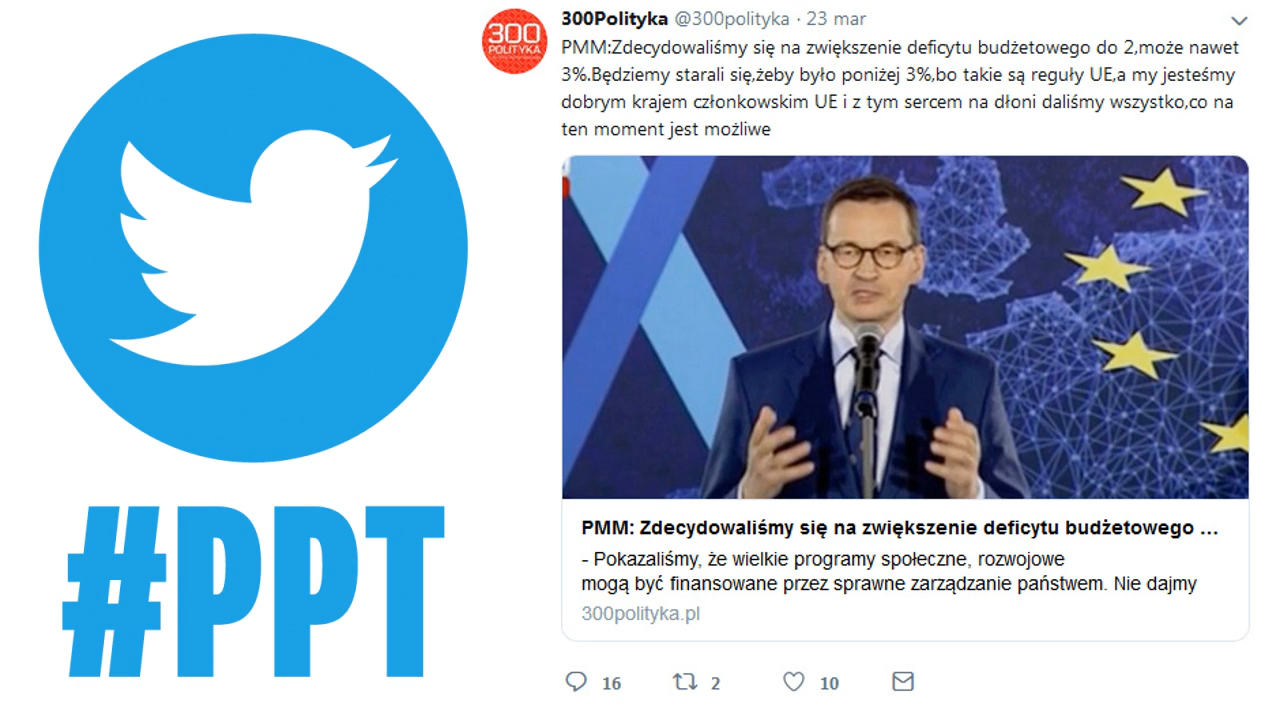 300Polityka @300polityka · 23 mar
300
POLITYKA
PMM:Zdecydowaliśmy się na zwiększenie deficytu budżetowego do 2,może nawet
3%.Będziemy starali się,żeby było poniżej 3%,bo takie są reguły UE,a my jesteśmy
dobrym krajem członkowskim UE i z tym sercem na dłoni daliśmy wszystko,co na
ten moment jest możliwe
PMM: Zdecydowaliśmy się na zwiększenie deficytu budżetowego ...
- Pokazaliśmy, że wielkie programy społeczne, rozwojowe
mogą być finansowane przez sprawne zarządzanie państwem. Nie dajmy
300polityka.pl
16 2 10
#PPT